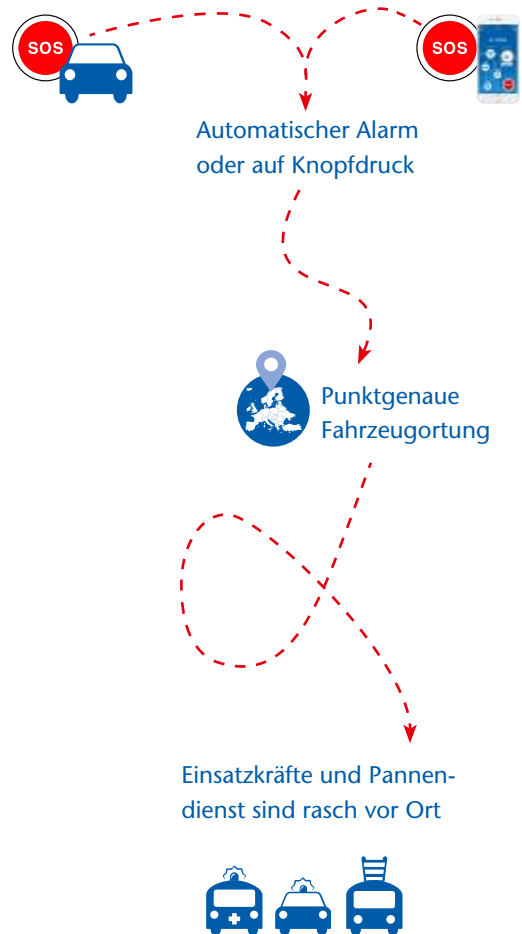 SOS
SOS
Automatischer Alarm
oder auf Knopfdruck
Punktgenaue
Fahrzeugortung
Einsatzkräfte und Pannen-
dienst sind rasch vor Ort